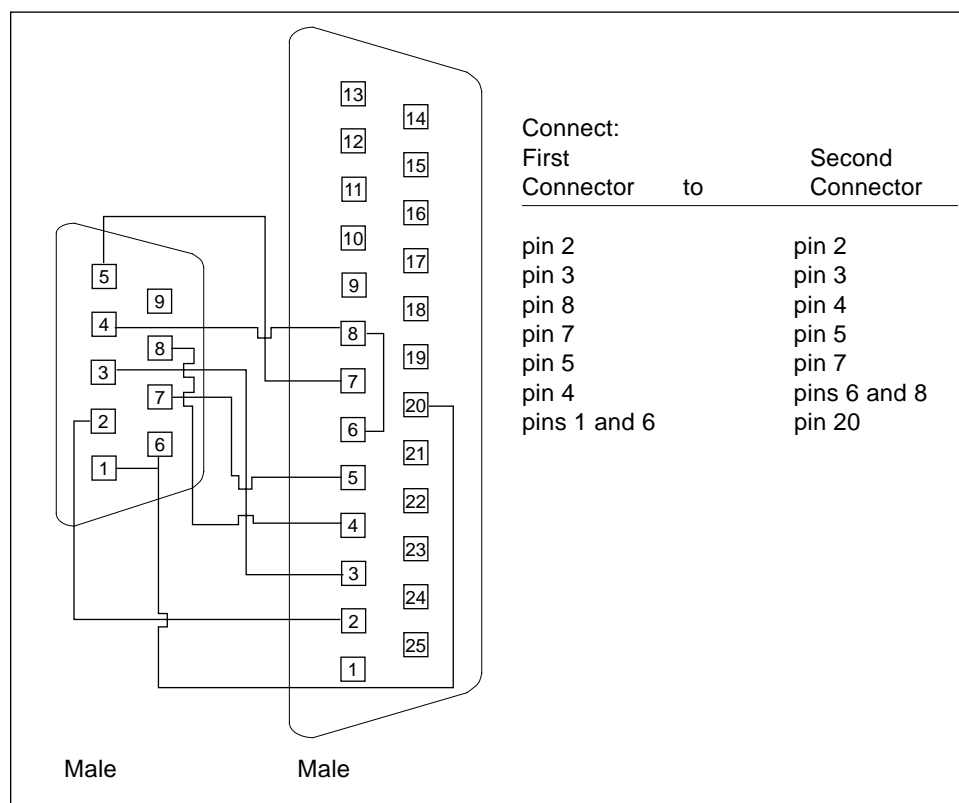 13
14
12
15
11
16
10
17
5
9
9
18
4
8
8
19
3
7
7
20
2
6
6
21
1
5
22
4
23
3
24
2
25
1
Male
Male
Connect:
First Second
Connector to Connector
pin 2 pin 2
pin 3 pin 3
pin 8 pin 4
pin 7 pin 5
pin 5 pin 7
pin 4 pins 6 and 8
pins 1 and 6 pin 20